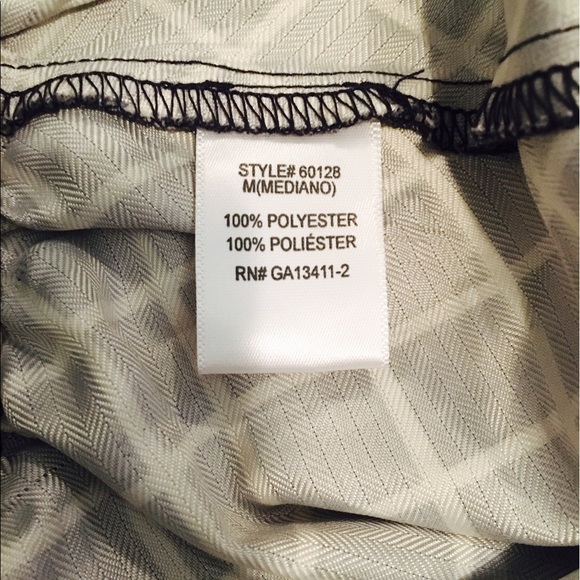 STYLE# 60128
M(MEDIANO)
100% POLYESTER
100% POLIÉSTER
RN# GA13411-2